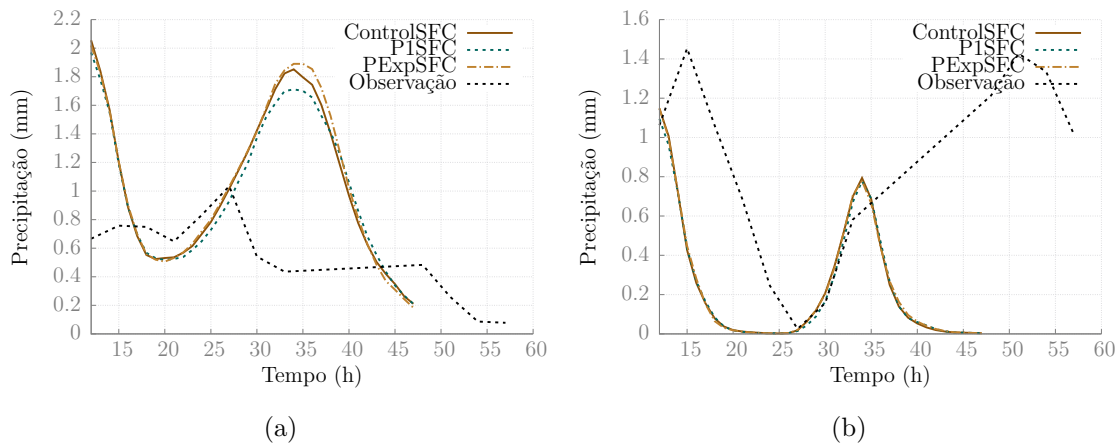 2.2
2
1.8
1.6
1.4
1.2
1
0.8
0.6
0.4
0.2
0
Precipitação (mm)
15 20 25 30 35 40 45 50 55 60
Tempo (h)
ControlSFC
P1SFC
PExpSFC
Observação
(a)
1.6
1.4
1.2
1
0.8
0.6
0.4
0.2
0
Precipitação (mm)
15 20 25 30 35 40 45 50 55 60
Tempo (h)
ControlSFC
P1SFC
PExpSFC
Observação
(b)